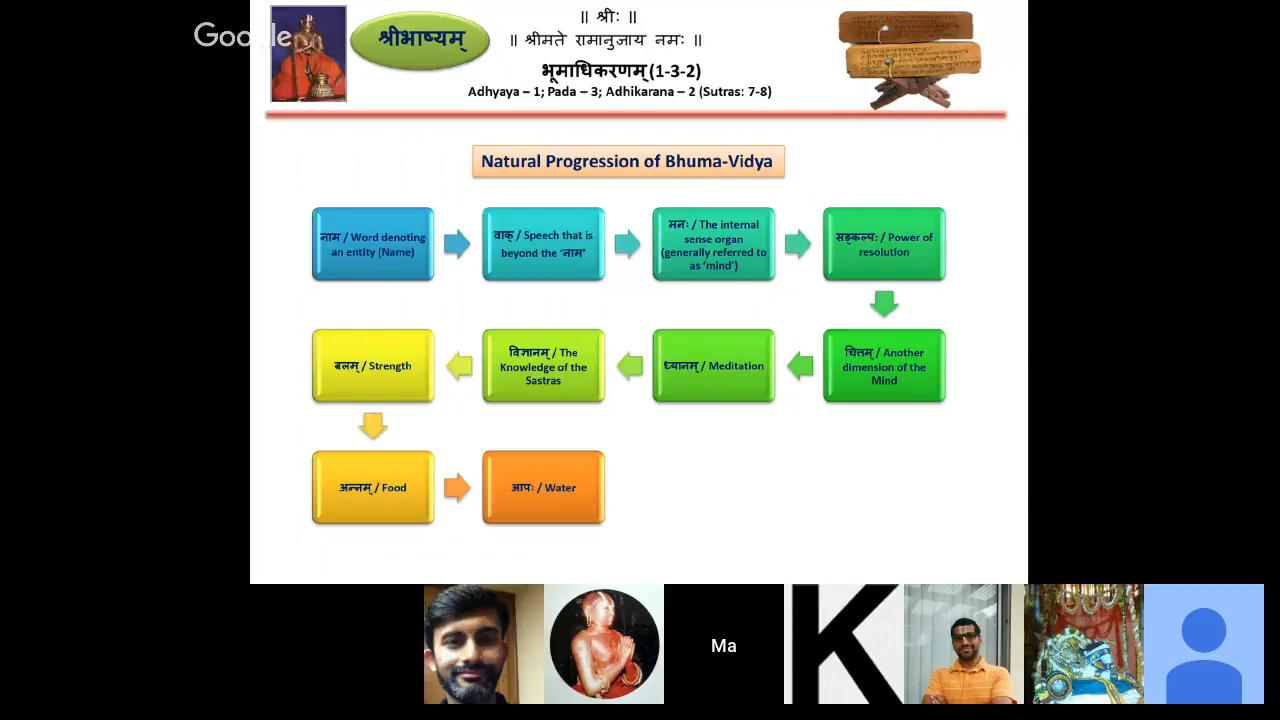 Google
॥ श्रीः ॥
श्रीभाष्यम्
॥ श्रीमते रामानुजाय नमः ॥
भूमाधिकरणम् (1-3-2)
Adhyaya – 1; Pada – 3; Adhikarana – 2 (Sutras: 7-8)
Natural Progression of Bhuma-Vidya
नाम / Word denoting
an entity (Name)
वाक् / Speech that is
beyond the ‘नाम’
मनः / The internal
sense organ
(generally referred to
as ‘mind’)
सङ्कल्प: / Power of
resolution
चित्तम् / Another
dimension of the
Mind
ध्यानम् / Meditation
विज्ञानम् / The
Knowledge of the
Sastras
बलम् / Strength
अन्नम् / Food
आपः / Water
Ma
K